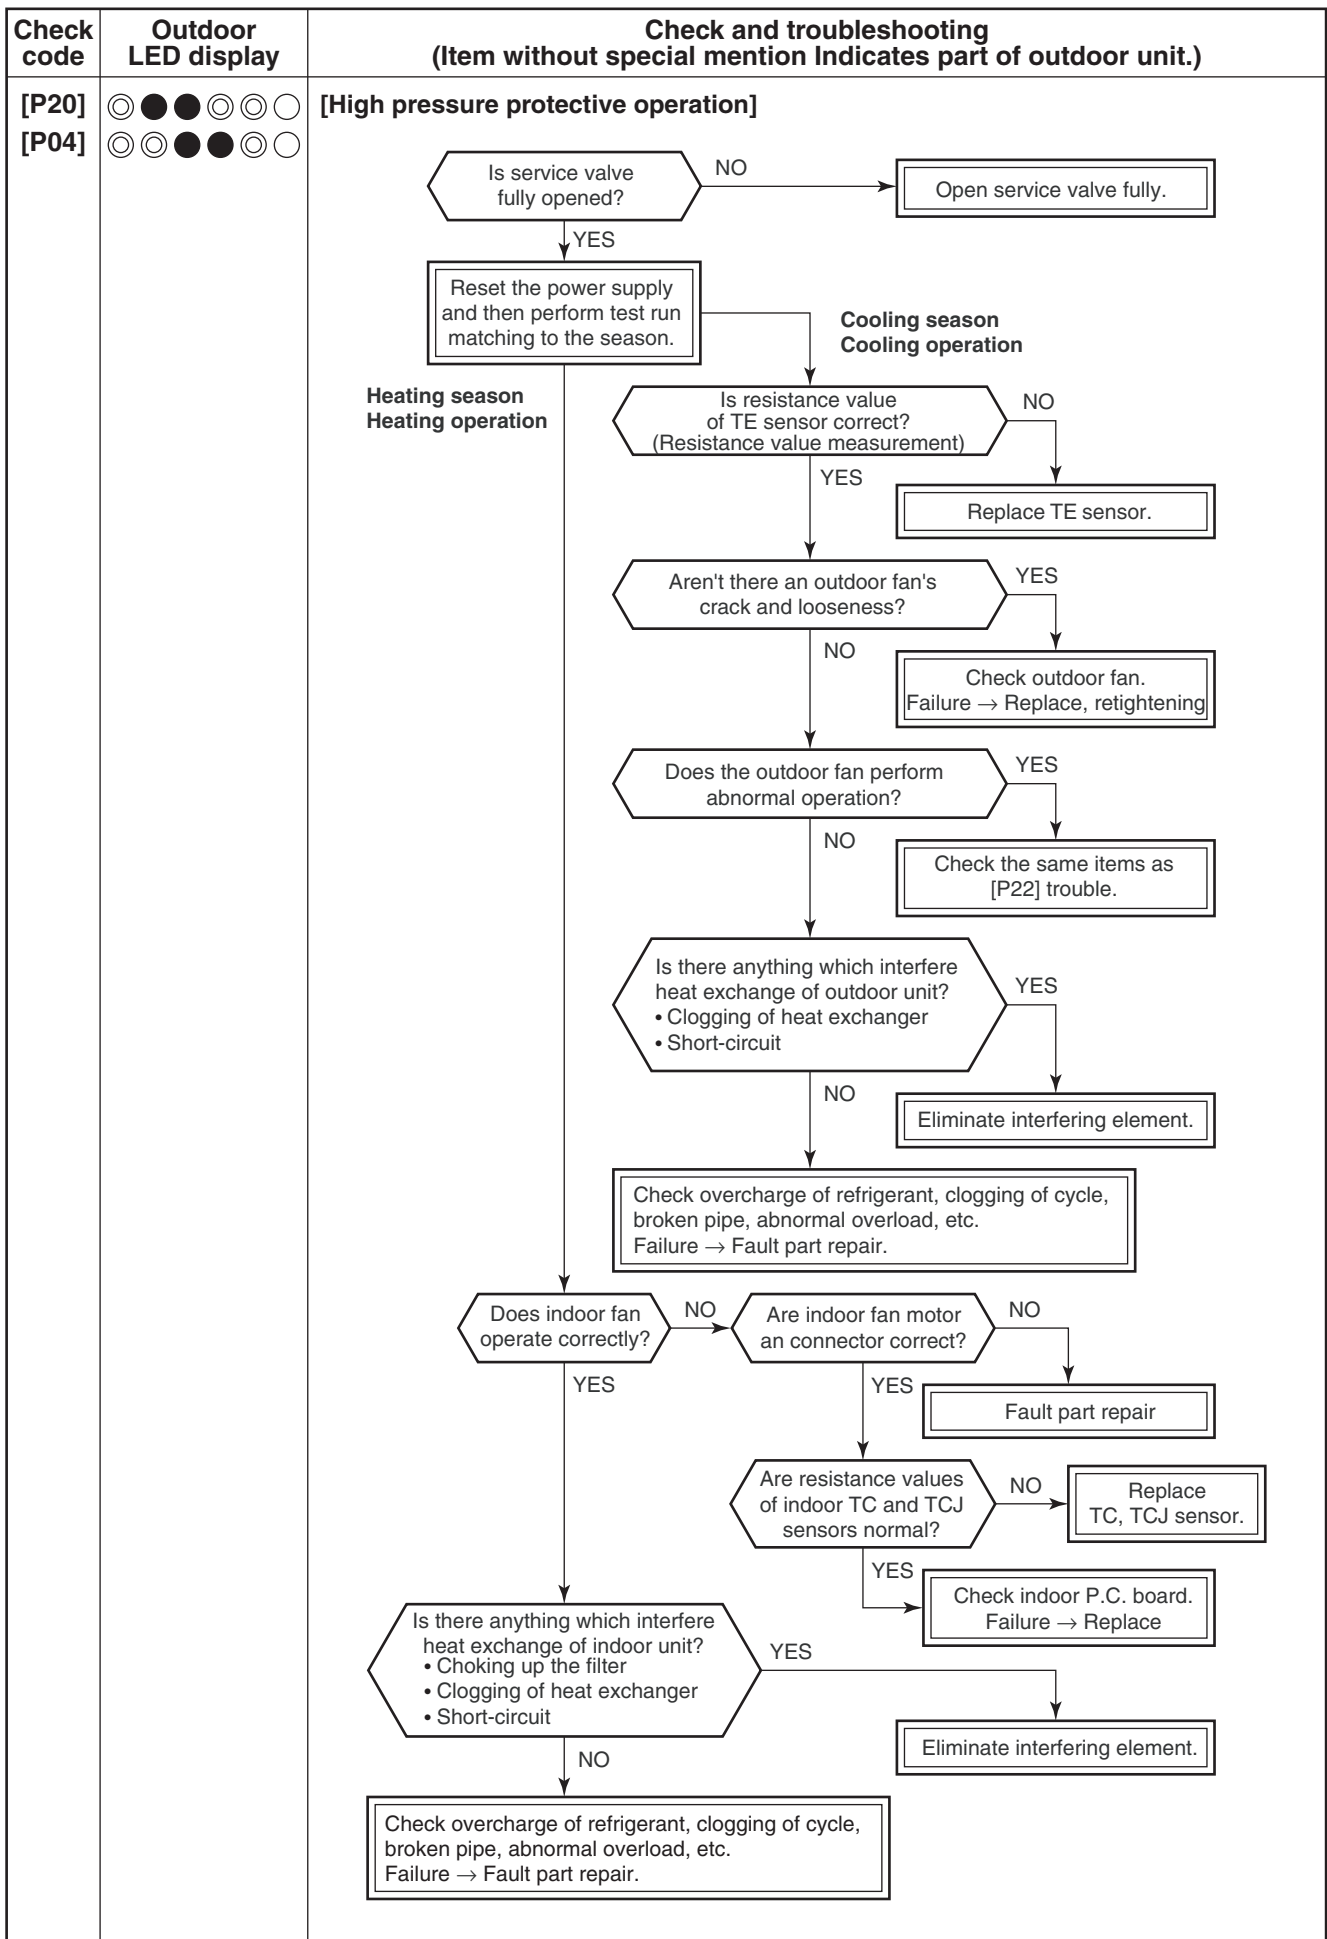 Check code
Outdoor LED display
Check and troubleshooting
(Item without special mention Indicates part of outdoor unit.)
[P20]
[P04]
[High pressure protective operation]
Is service valve
fully opened?
NO
Open service valve fully.
YES
Reset the power supply
and then perform test run
matching to the season.
Cooling season
Cooling operation
Heating season
Heating operation
Is resistance value
of TE sensor correct?
(Resistance value measurement)
NO
YES
Replace TE sensor.
Aren't there an outdoor fan's
crack and looseness?
YES
NO
Check outdoor fan.
Failure → Replace, retightening
Does the outdoor fan perform
abnormal operation?
YES
NO
Check the same items as
[P22] trouble.
Is there anything which interfere
heat exchange of outdoor unit?
• Clogging of heat exchanger
• Short-circuit
YES
NO
Eliminate interfering element.
Check overcharge of refrigerant, clogging of cycle,
broken pipe, abnormal overload, etc.
Failure → Fault part repair.
Does indoor fan
operate correctly?
NO
Are indoor fan motor
an connector correct?
NO
YES
YES
Fault part repair
Are resistance values
of indoor TC and TCJ
sensors normal?
NO
Replace
TC, TCJ sensor.
YES
Check indoor P.C. board.
Failure → Replace
Is there anything which interfere
heat exchange of indoor unit?
• Choking up the filter
• Clogging of heat exchanger
• Short-circuit
YES
NO
Eliminate interfering element.
Check overcharge of refrigerant, clogging of cycle,
broken pipe, abnormal overload, etc.
Failure → Fault part repair.